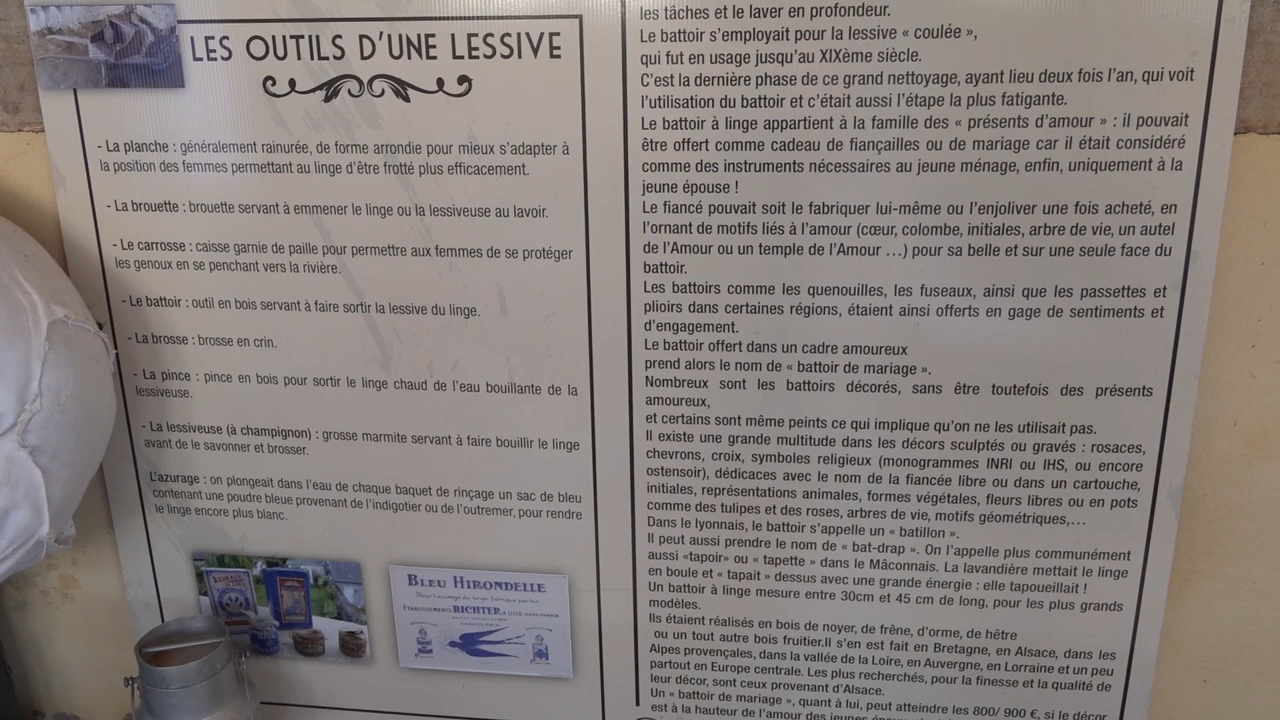 LES OUTILS D'UNE LESSIVE
- La planche : généralement rainurée, de forme arrondie pour mieux s'adapter à
la position des femmes permettant au linge d'être frotté plus efficacement.
- La brouette : brouette servant à emmener le linge ou la lessiveuse au lavoir.
- Le carrosse : caisse garnie de paille pour permettre aux femmes de se protéger
les genoux en se penchant vers la rivière.
- Le battoir : outil en bois servant à faire sortir la lessive du linge.
- La brosse : brosse en crin.
- La pince : pince en bois pour sortir le linge chaud de l'eau bouillante de la
lessiveuse.
- La lessiveuse (à champignon) : grosse marmite servant à faire bouillir le linge
avant de le savonner et brosser.
L'azurage : on plongeait dans l'eau de chaque baquet de rinçage un sac de bleu
contenant une poudre bleue provenant de l'indigotier ou de l'outremer, pour rendre
le linge encore plus blanc.
BLEU HIRONDELLE
ETABLISSEMENTS RICHTER
les tâches et le laver en profondeur.
Le battoir s'employait pour la lessive « coulée »,
qui fut en usage jusqu'au XIXème siècle.
C'est la dernière phase de ce grand nettoyage, ayant lieu deux fois l'an, qui voit
l'utilisation du battoir et c'était aussi l'étape la plus fatigante.
Le battoir à linge appartient à la famille des « présents d'amour » : il pouvait
être offert comme cadeau de fiançailles ou de mariage car il était considéré
comme des instruments nécessaires au jeune ménage, enfin, uniquement à la
jeune épouse !
Le fiancé pouvait soit le fabriquer lui-même ou l'enjoliver une fois acheté, en
l'ornant de motifs liés à l'amour (cœur, colombe, initiales, arbre de vie, un autel
de l'Amour ou un temple de l'Amour …) pour sa belle et sur une seule face du
battoir.
Les battoirs comme les quenouilles, les fuseaux, ainsi que les passettes et
plioirs dans certaines régions, étaient ainsi offerts en gage de sentiments et
d'engagement.
Le battoir offert dans un cadre amoureux
prend alors le nom de « battoir de mariage ».
Nombreux sont les battoirs décorés, sans être toutefois des présents
amoureux,
et certains sont même peints ce qui implique qu'on ne les utilisait pas.
Il existe une grande multitude dans les décors sculptés ou gravés : rosaces,
chevrons, croix, symboles religieux (monogrammes INRI ou IHS, ou encore
ostensoir), dédicaces avec le nom de la fiancée libre ou dans un cartouche,
initiales, représentations animales, formes végétales, fleurs libres ou en pots
comme des tulipes et des roses, arbres de vie, motifs géométriques,…
Dans le lyonnais, le battoir s'appelle un « batillon ».
Il peut aussi prendre le nom de « bat-drap ». On l'appelle plus communément
aussi «tapoir» ou « tapette » dans le Mâconnais. La lavandière mettait le linge
en boule et « tapait » dessus avec une grande énergie : elle tapoueillait !
Un battoir à linge mesure entre 30cm et 45 cm de long, pour les plus grands
modèles.
Ils étaient réalisés en bois de noyer, de frêne, d'orme, de hêtre
ou un tout autre bois fruitier.Il s'en est fait en Bretagne, en Alsace, dans les
Alpes provençales, dans la vallée de la Loire, en Auvergne, en Lorraine et un peu
partout en Europe centrale. Les plus recherchés, pour la finesse et la qualité de
leur décor, sont ceux provenant d'Alsace.
Un « battoir de mariage », quant à lui, peut atteindre les 800/ 900 €, si le décor
est à la hauteur de l'amour des jeunes